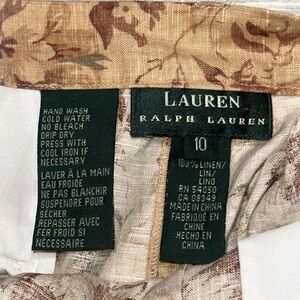 HAND WASH
COLD WATER
NO BLEACH
DRIP DRY
PRESS WITH
COOL IRON IF
NECESSARY
LAVER À LA MAIN
EAU FROIDE
NE PAS BLANCHIR
SUSPENDRE POUR
SÉCHER
REPASSER AVEC
FER FROID SI
NÉCESSAIRE
LAUREN
RALPH LAUREN
10
100% LINEN/
LIN/
LINO
RN 54050
CA 08349
MADE IN CHINA
FABRIQUÉ EN
CHINE
HECHO EN
CHINA